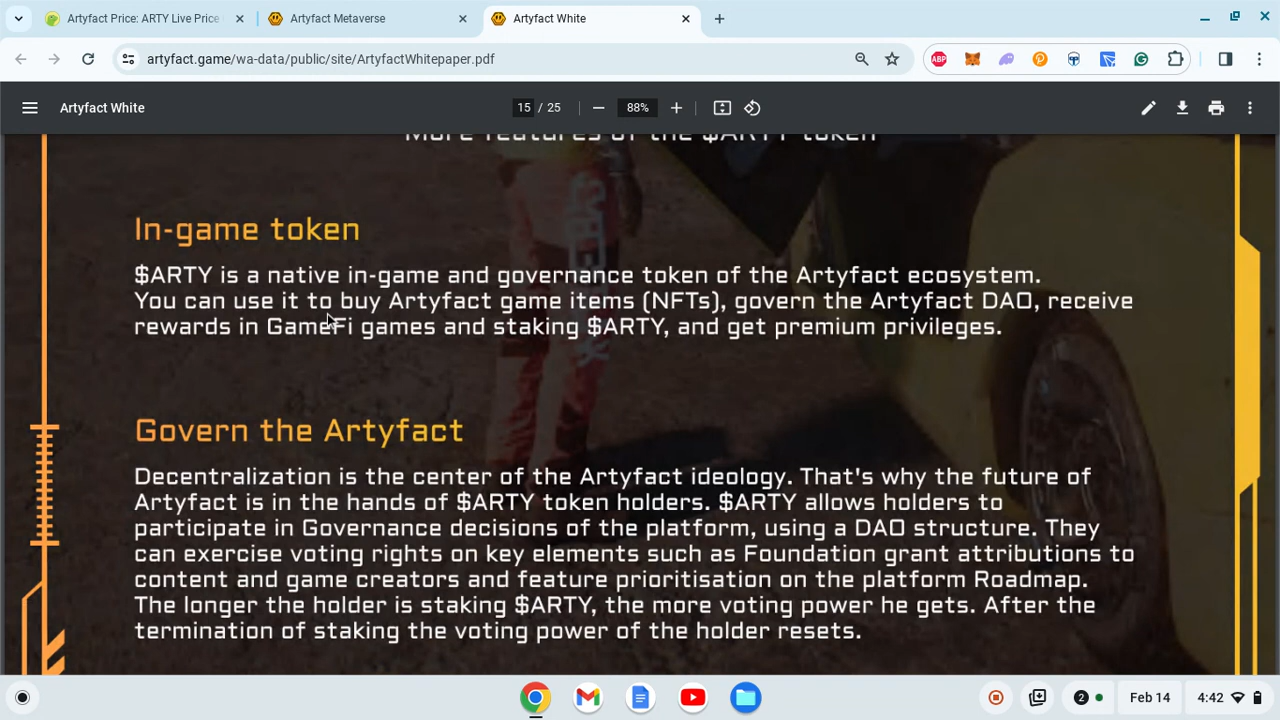 Artyfact Price: ARTY Live Price
Artyfact Metaverse
Artyfact White
artyfact.game/ma-data/public/site/ArtyfactWhitepaper.pdf
ABP
Artyfact White
15 / 25
88%
More features of the $ARTY token
In-game token
$ARTY is a native in-game and governance token of the Artyfact ecosystem.
You can use it to buy Artyfact game items (NFTs), govern the Artyfact DAO, receive
rewards in GameFi games and staking $ARTY, and get premium privileges.
Govern the Artyfact
Decentralization is the center of the Artyfact ideology. That's why the future of
Artyfact is in the hands of $ARTY token holders. $ARTY allows holders to
participate in Governance decisions of the platform, using a DAO structure. They
can exercise voting rights on key elements such as Foundation grant attributions to
content and game creators and feature prioritisation on the platform Roadmap.
The longer the holder is staking $ARTY, the more voting power he gets. After the
termination of staking the voting power of the holder resets.
2
Feb 14
4:42